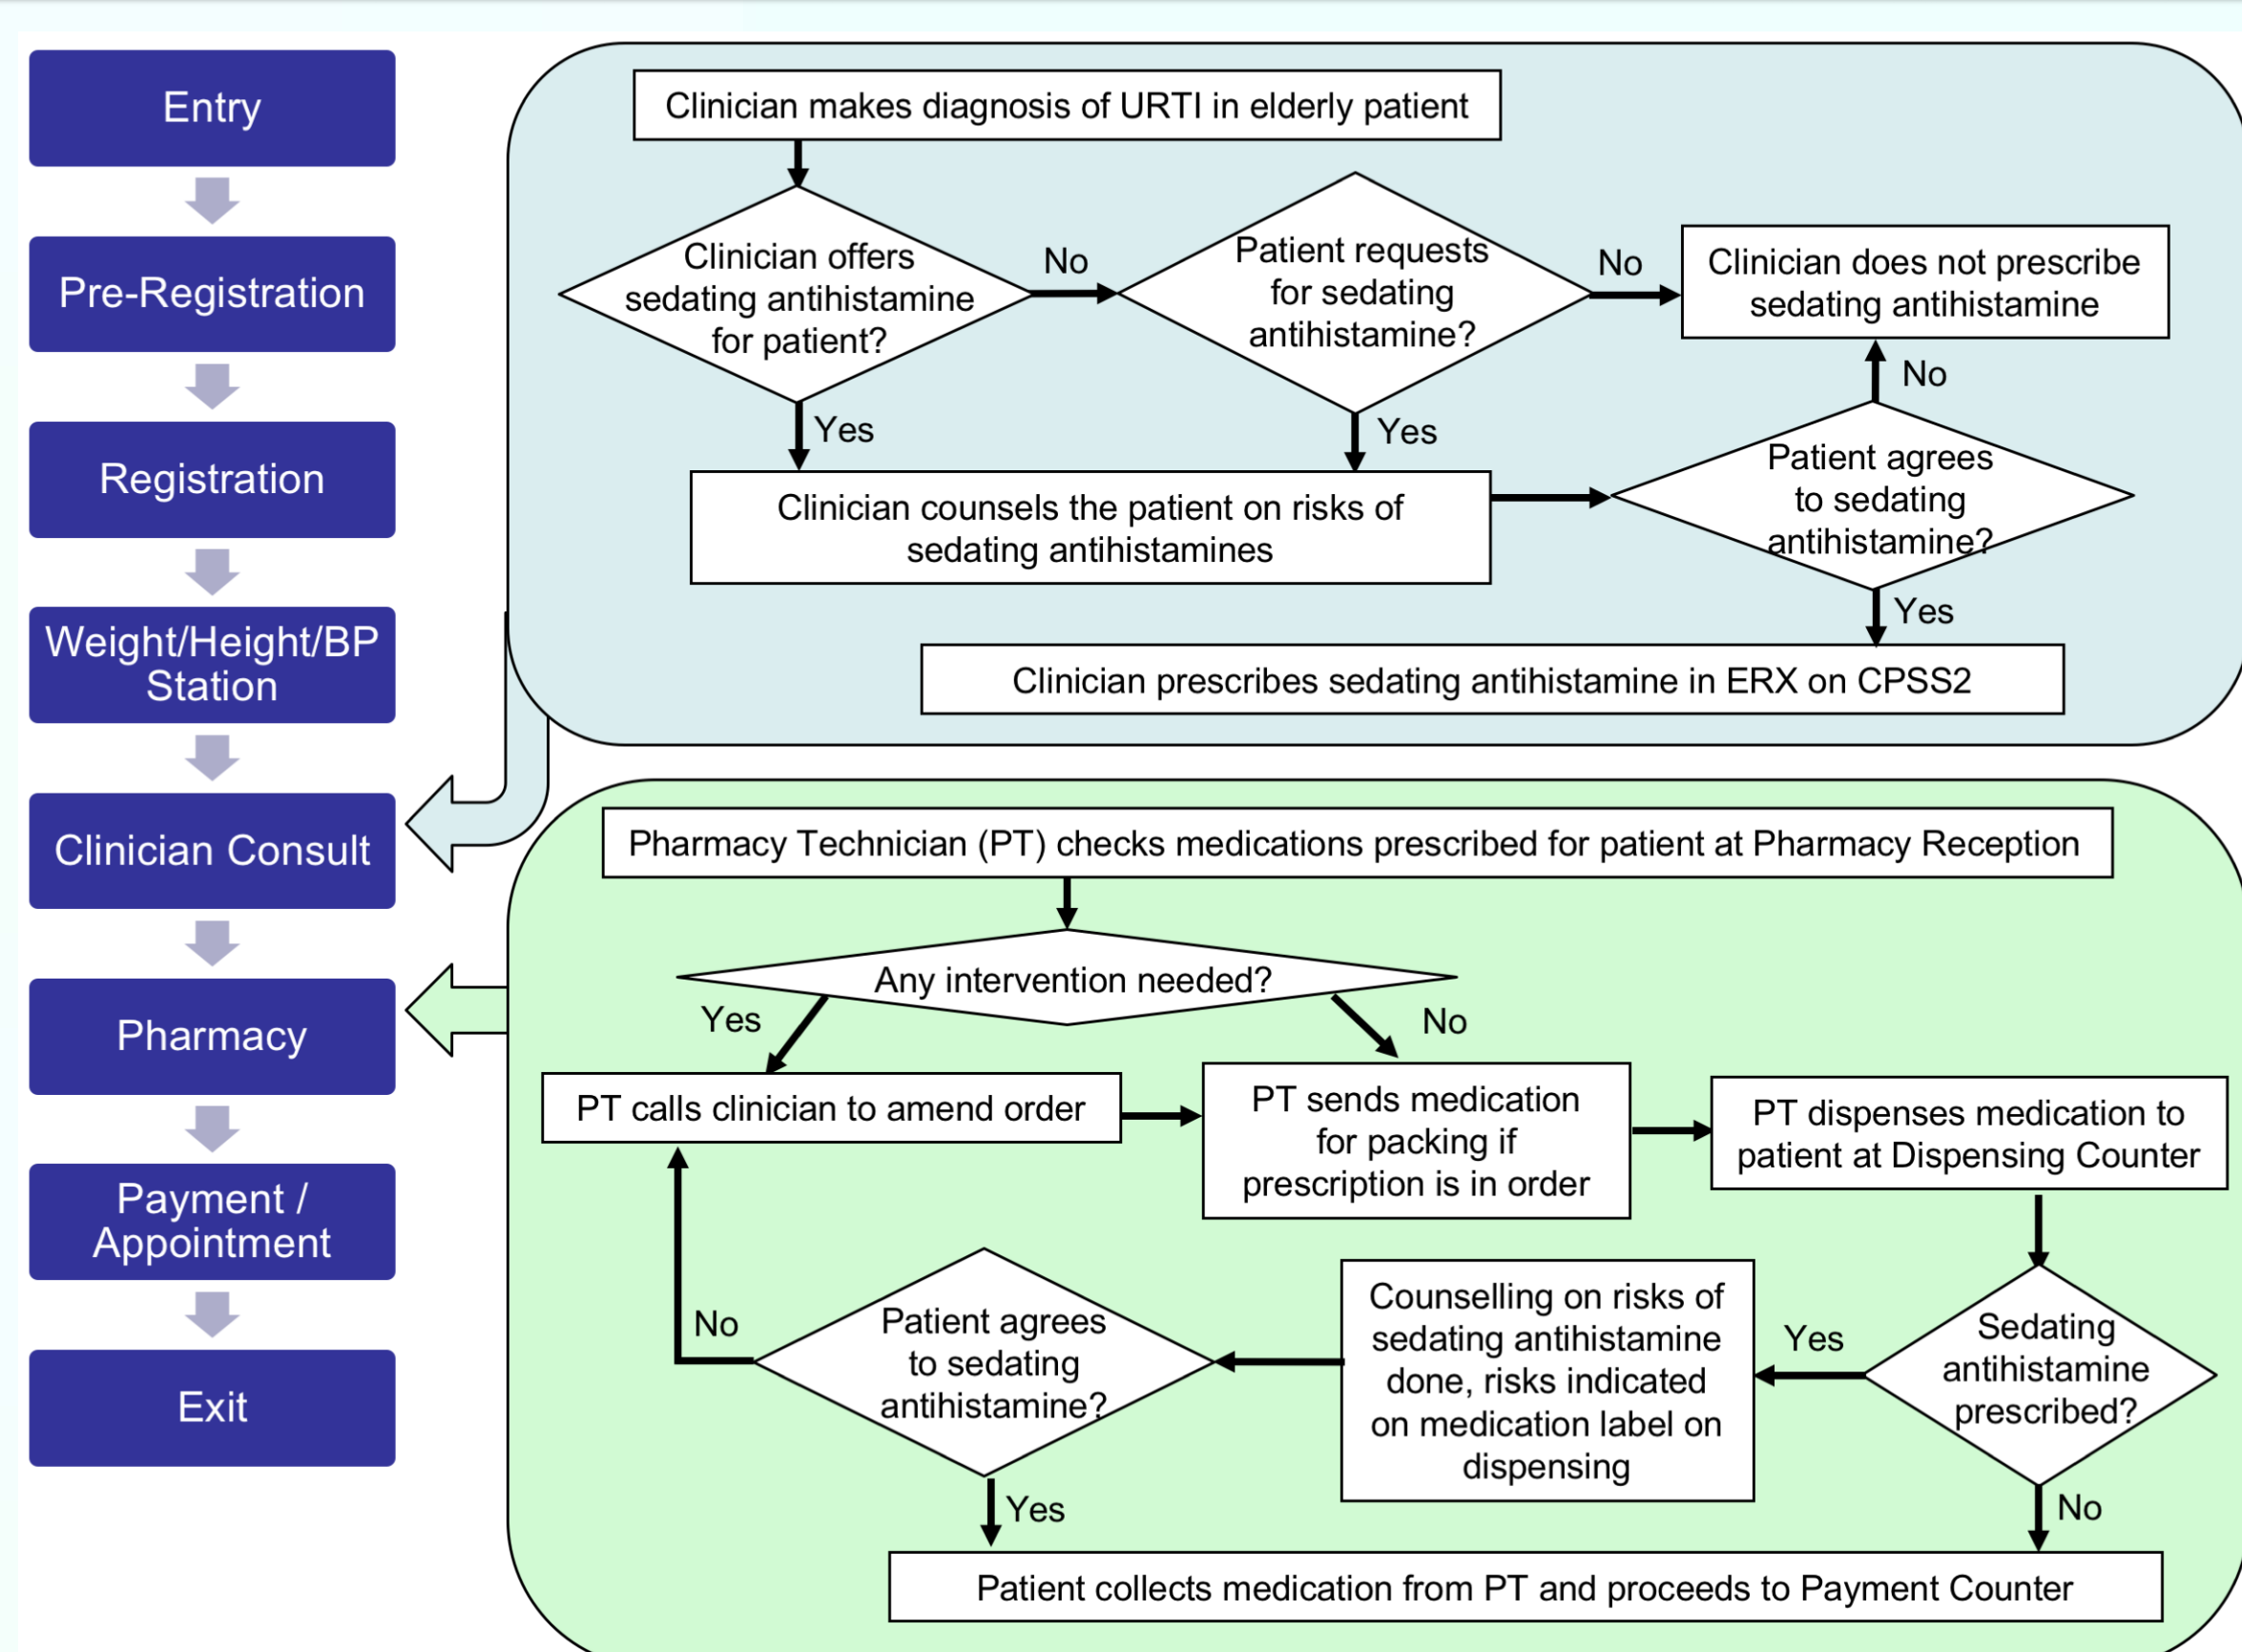 Entry
Pre-Registration
Registration
Weight/Height/BP
Station
Clinician Consult
Pharmacy
Payment /
Appointment
Exit
Clinician makes diagnosis of URTI in elderly patient
Clinician offers
sedating antihistamine
for patient?
No
Patient requests
for sedating
antihistamine?
No
Clinician does not prescribe
sedating antihistamine
Yes
Yes
No
Clinician counsels the patient on risks of
sedating antihistamines
Patient agrees
to sedating
antihistamine?
Yes
Clinician prescribes sedating antihistamine in ERX on CPSS2
Pharmacy Technician (PT) checks medications prescribed for patient at Pharmacy Reception
Any intervention needed?
Yes
No
PT calls clinician to amend order
PT sends medication
for packing if
prescription is in order
PT dispenses medication to
patient at Dispensing Counter
Sedating
antihistamine
prescribed?
Yes
Counselling on risks of
sedating antihistamine
done, risks indicated
on medication label on
dispensing
Patient agrees
to sedating
antihistamine?
No
Yes
No
Patient collects medication from PT and proceeds to Payment Counter